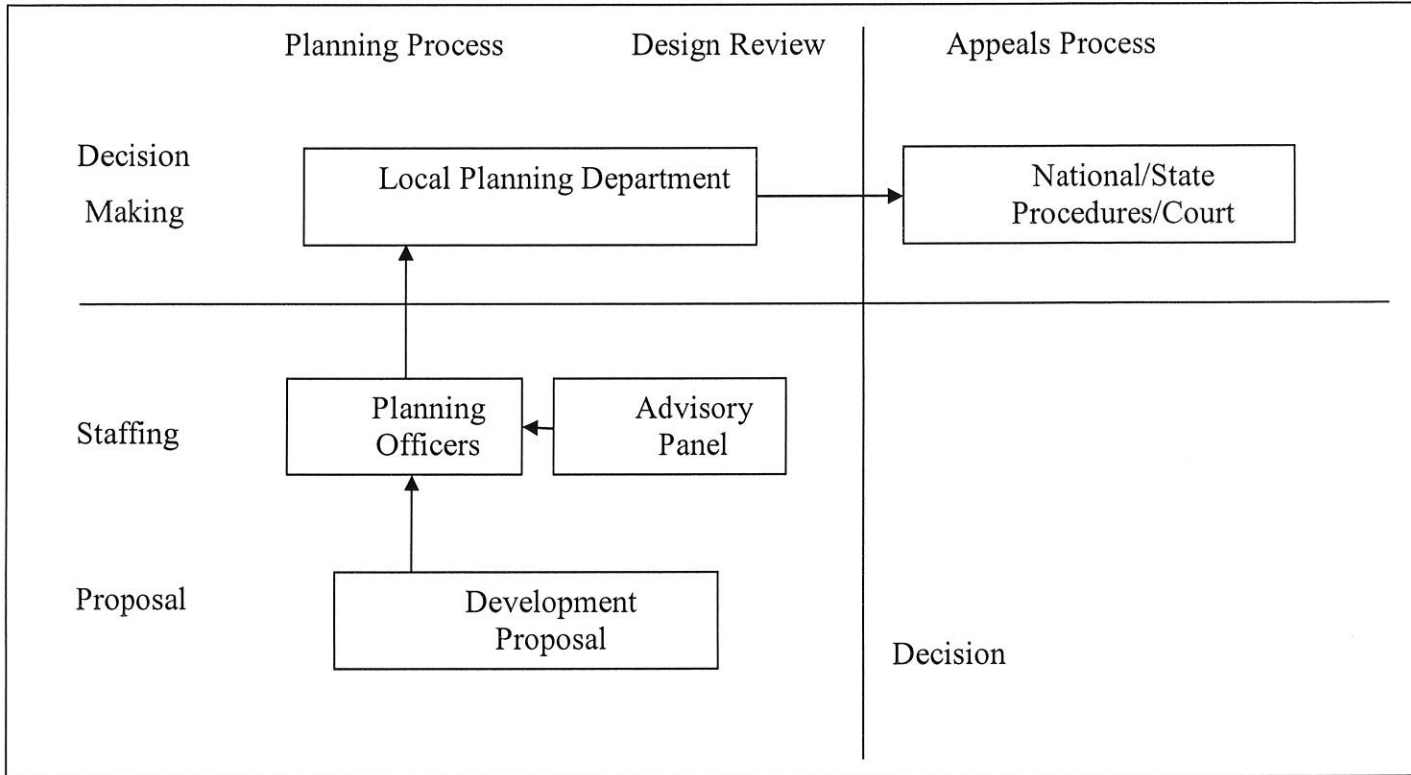 Planning Process
Design Review
Appeals Process
Decision
Making
Local Planning Department
National/State
Procedures/Court
Staffing
Planning
Officers
Advisory
Panel
Proposal
Development
Proposal
Decision